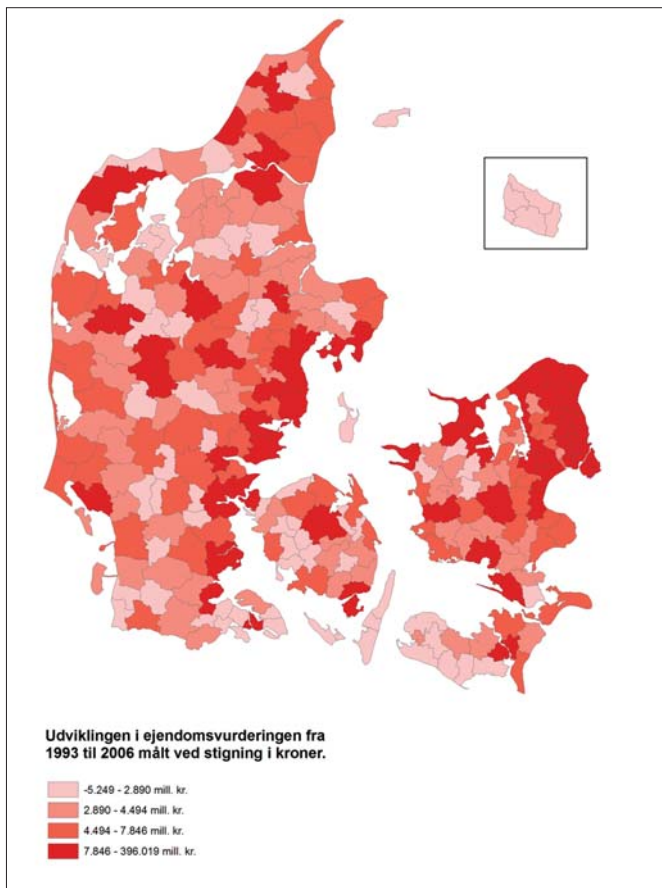 Udviklingen i ejendomsvurderingen fra
1993 til 2006 målt ved stigning i kroner.
-5.249 - 2.890 mill. kr.
2.890 - 4.494 mill. kr.
4.494 - 7.846 mill. kr.
7.846 - 396.019 mill. kr.